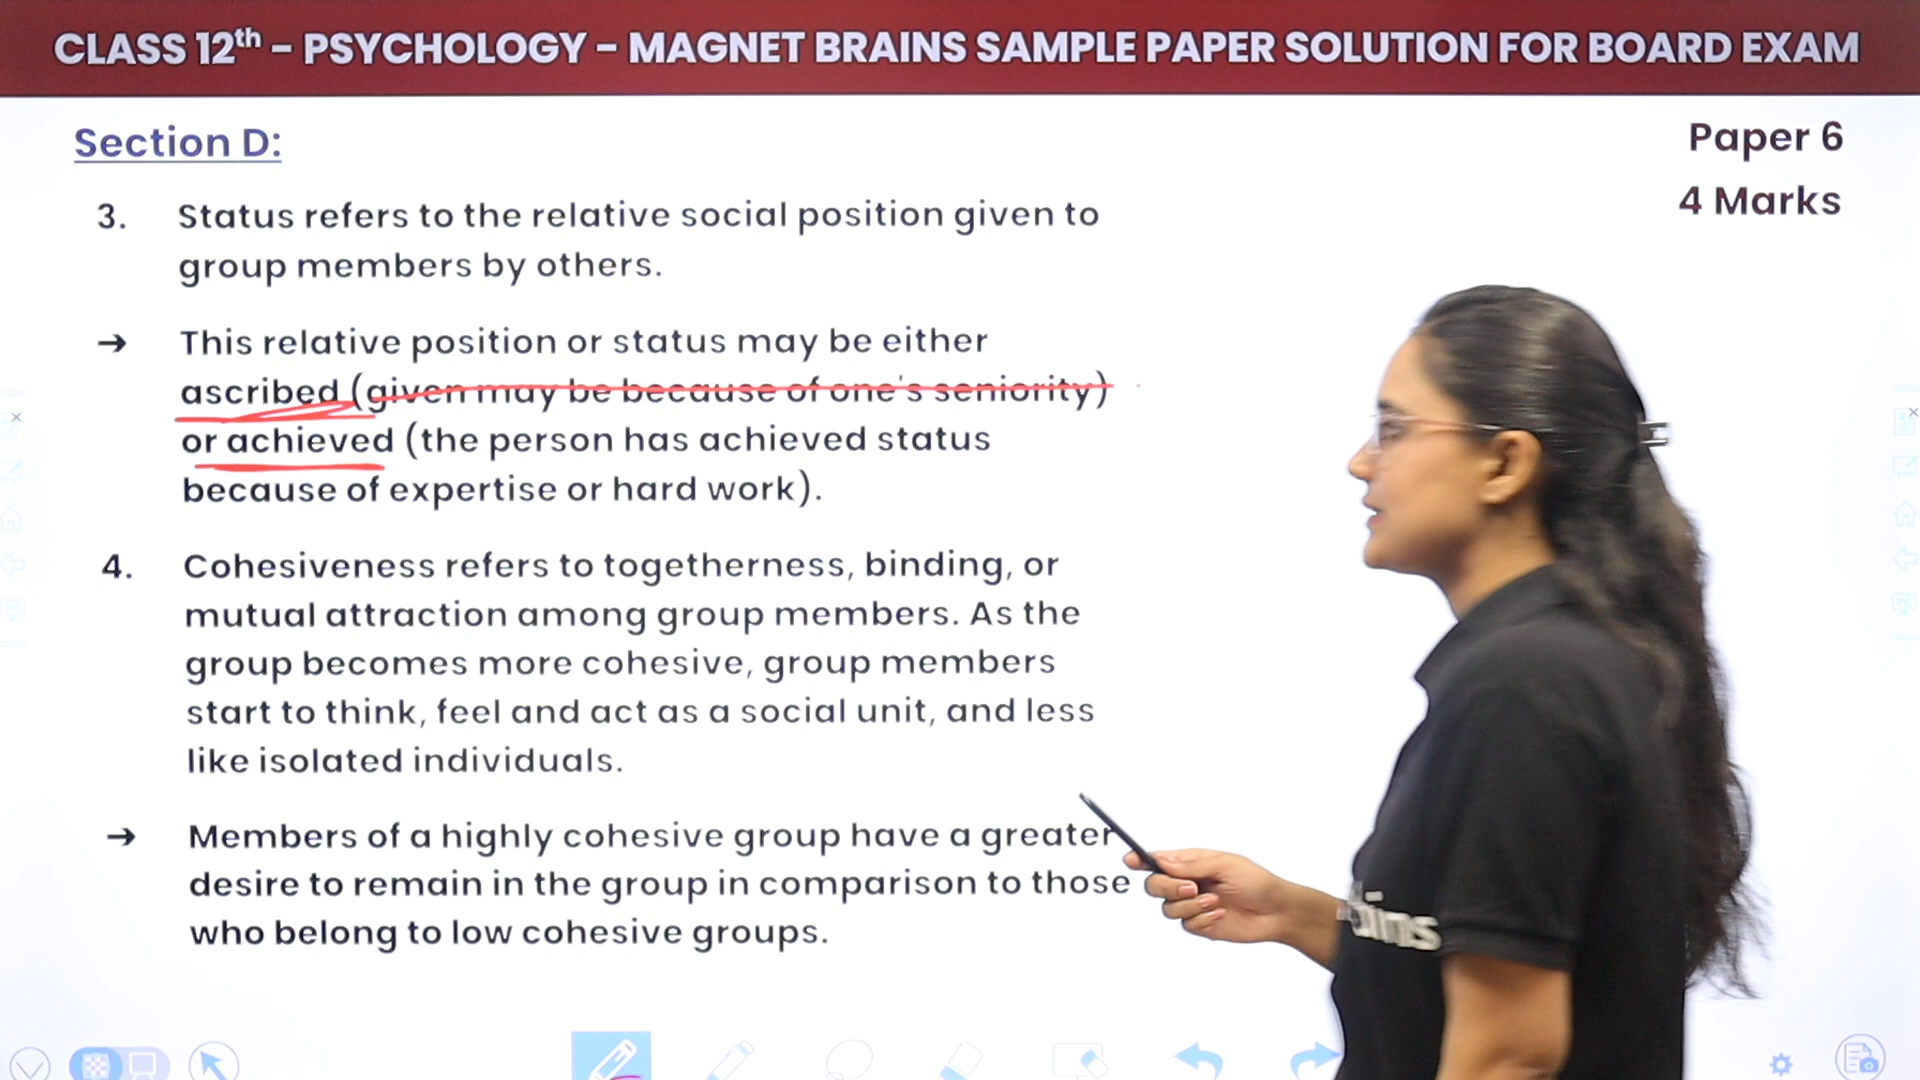 CLASS 12th – PSYCHOLOGY – MAGNET BRAINS SAMPLE PAPER SOLUTION FOR BOARD EXAM
Section D:
Paper 6
4 Marks
3. Status refers to the relative social position given to
group members by others.
→ This relative position or status may be either
ascribed (given may be because of one's seniority)
or achieved (the person has achieved status
because of expertise or hard work).
4. Cohesiveness refers to togetherness, binding, or
mutual attraction among group members. As the
group becomes more cohesive, group members
start to think, feel and act as a social unit, and less
like isolated individuals.
→ Members of a highly cohesive group have a greater
desire to remain in the group in comparison to those
who belong to low cohesive groups.